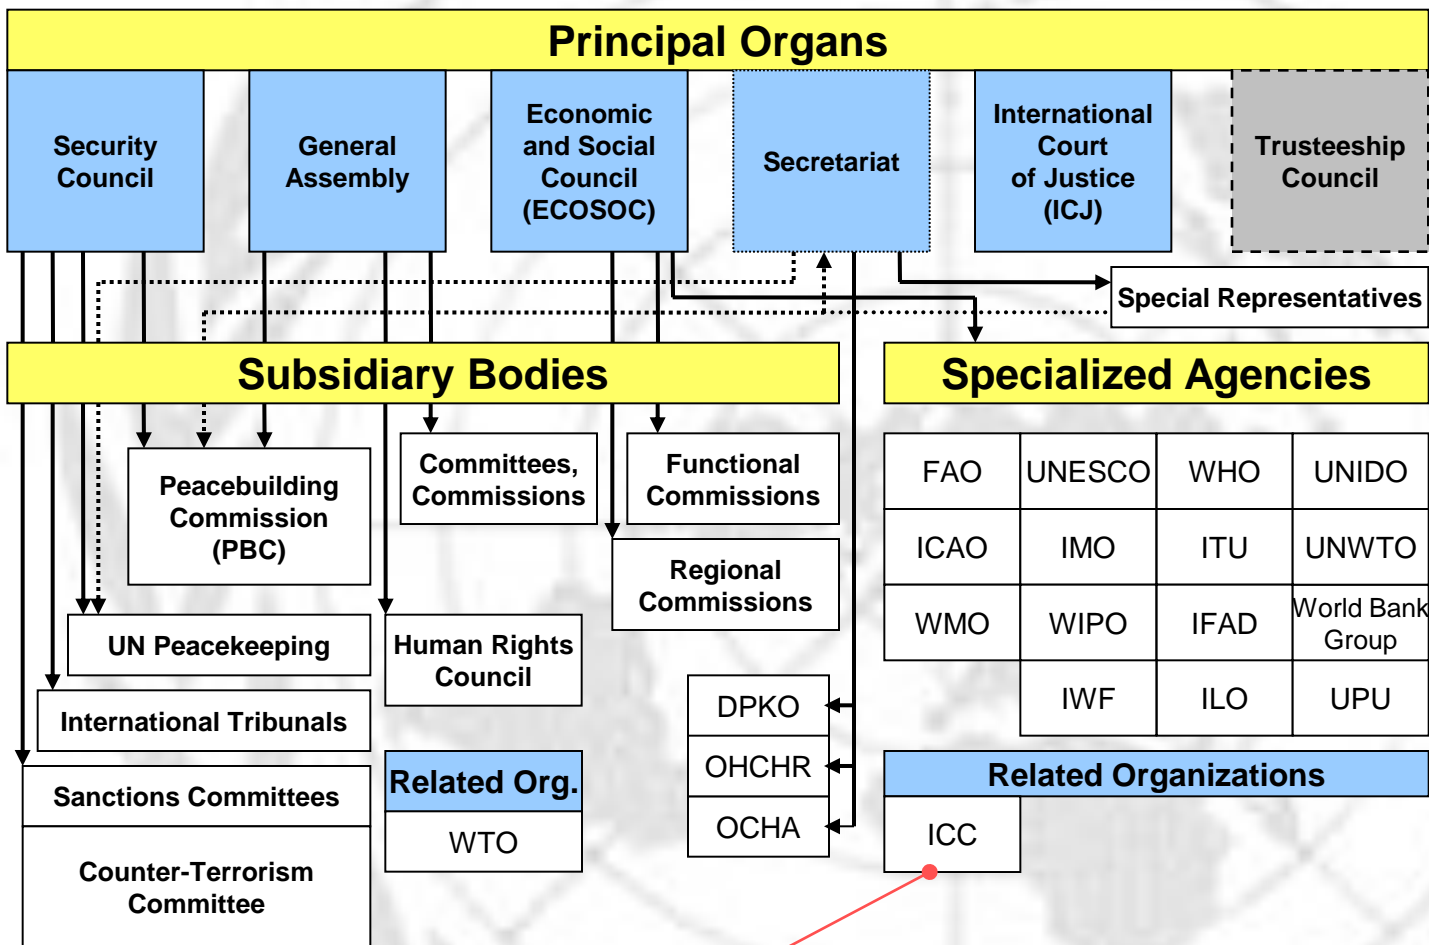 Principal Organs
Security
Council
General
Assembly
Economic
and Social
Council
(ECOSOC)
Secretariat
International
Court
of Justice
(ICJ)
Trusteeship
Council
Special Representatives
Subsidiary Bodies
Specialized Agencies
Peacebuilding
Commission
(PBC)
Committees,
Commissions
Functional
Commissions
Regional
Commissions
UN Peacekeeping
Human Rights
Council
International Tribunals
Sanctions Committees
Counter-Terrorism
Committee
Related Org.
WTO
DPKO
OHCHR
OCHA
FAO UNESCO WHO UNIDO
ICAO IMO ITU UNWTO
WMO WIPO IFAD World Bank
Group
IWF ILO UPU
Related Organizations
ICC